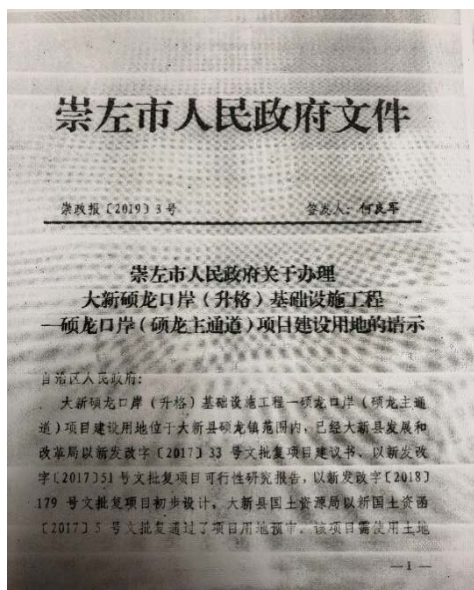 崇左市人民政府文件
崇政报〔2019〕3号 签发人：何良军
崇左市人民政府关于办理
大新硕龙口岸（升格）基础设施工程
—硕龙口岸（硕龙主通道）项目建设用地的请示
自治区人民政府：
大新硕龙口岸（升格）基础设施工程—硕龙口岸（硕龙主通
道）项目建设用地位于大新县硕龙镇范围内，已经大新县发展和
改革局以新发改字〔2017〕33号文批复项目建议书、以新发改
字〔2017〕51号文批复项目可行性研究报告，以新发改字〔2018〕
179号文批复项目初步设计，大新县国土资源局以新国土资函
〔2017〕5号文批复通过了项目用地预审。该项目需使用土地
—1—